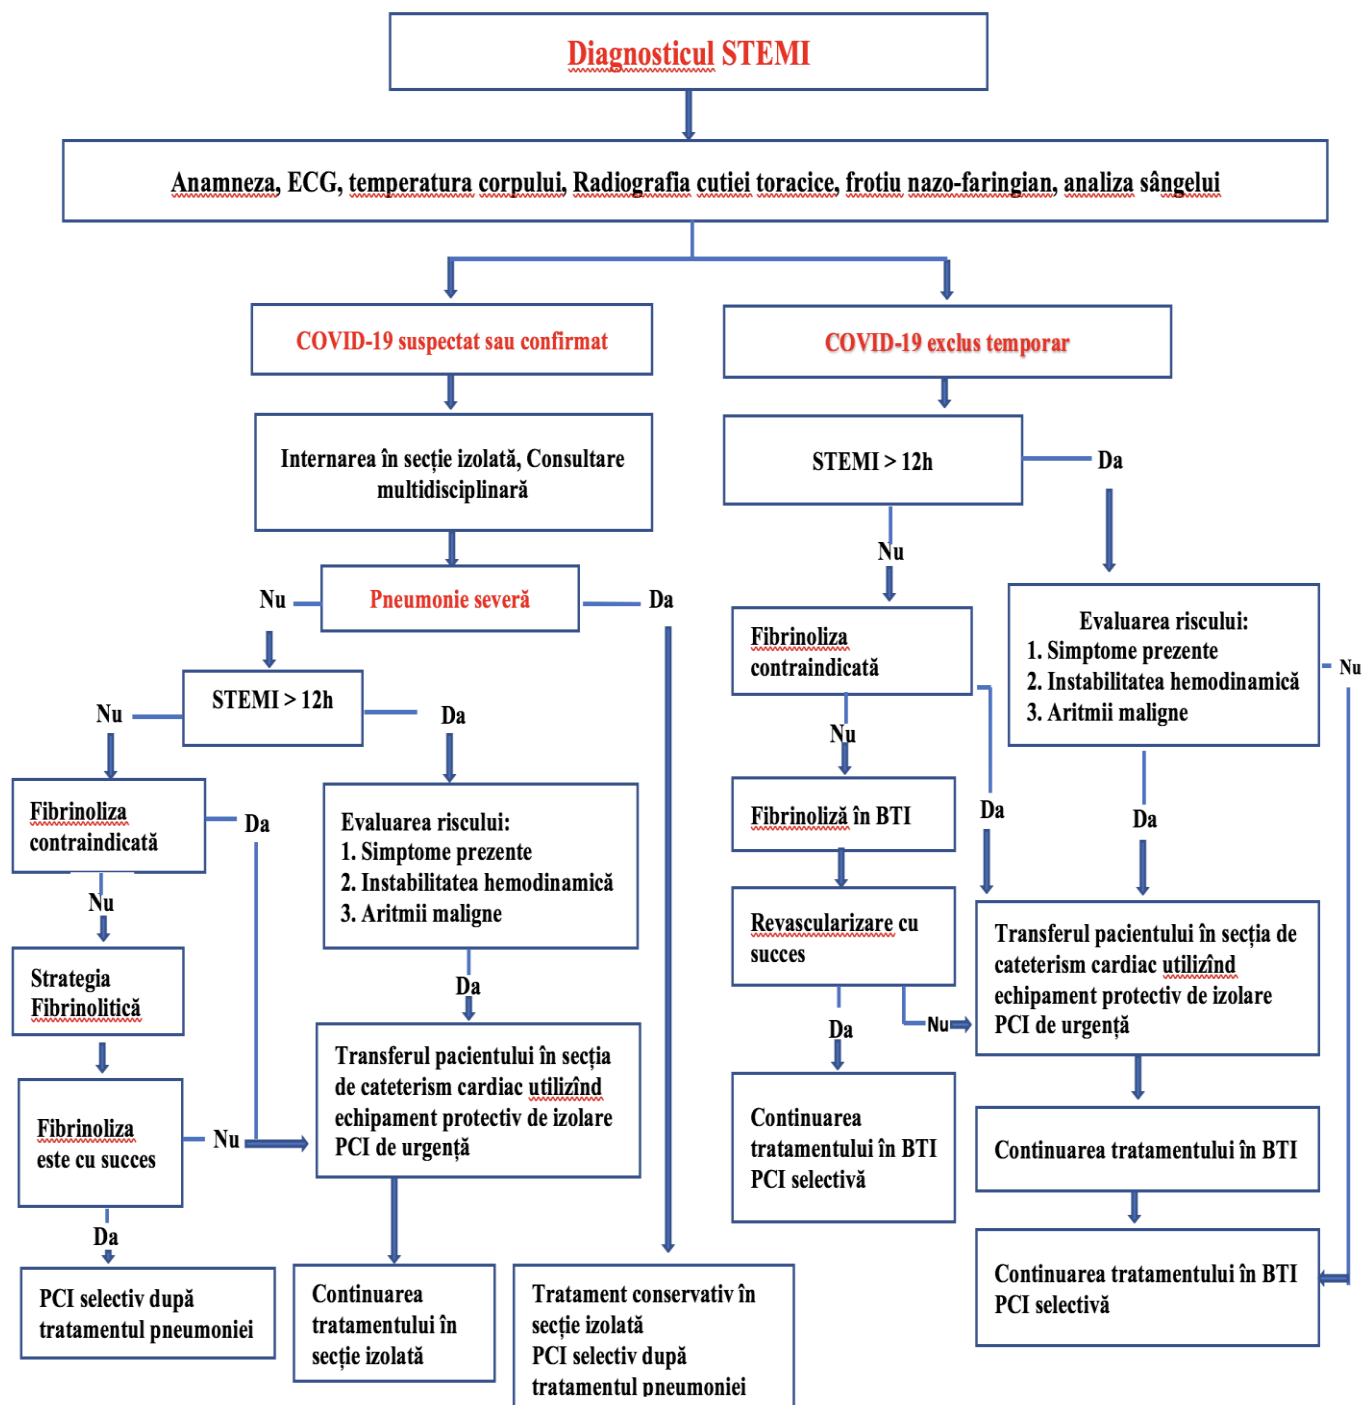 Diagnosticul STEMI
Anamneza, ECG, temperatura corpului, Radiografia cutiei toracice, frotiu nazo-faringian, analiza sângelui
COVID-19 suspectat sau confirmat
Internarea în secție izolată, Consultare
multidisciplinară
Pneumonie severă
Nu
Da
STEMI > 12h
Nu
Da
Fibrinoliza
contraindicată
Da
Nu
Strategia
Fibrinolitică
Fibrinoliza
este cu succes
Nu
Da
PCI selectiv după
tratamentul pneumoniei
Evaluarea riscului:
1. Simptome prezente
2. Instabilitatea hemodinamică
3. Aritmii maligne
Da
Transferul pacientului în secția
de cateterism cardiac utilizînd
echipament protectiv de izolare
PCI de urgență
Continuarea
tratamentului în
secție izolată
Tratament conservativ în
secție izolată
PCI selectiv după
tratamentul pneumoniei
COVID-19 exclus temporar
STEMI > 12h
Da
Nu
Fibrinoliza
contraindicată
Nu
Da
Fibrinoliză în BTI
Revascularizare cu
succes
Da
Nu
Continuarea
tratamentului în BTI
PCI selectivă
Evaluarea riscului:
1. Simptome prezente
2. Instabilitatea hemodinamică
3. Aritmii maligne
Nu
Da
Transferul pacientului în secția de
cateterism cardiac utilizînd
echipament protectiv de izolare
PCI de urgență
Continuarea tratamentului în BTI
Continuarea tratamentului în BTI
PCI selectivă